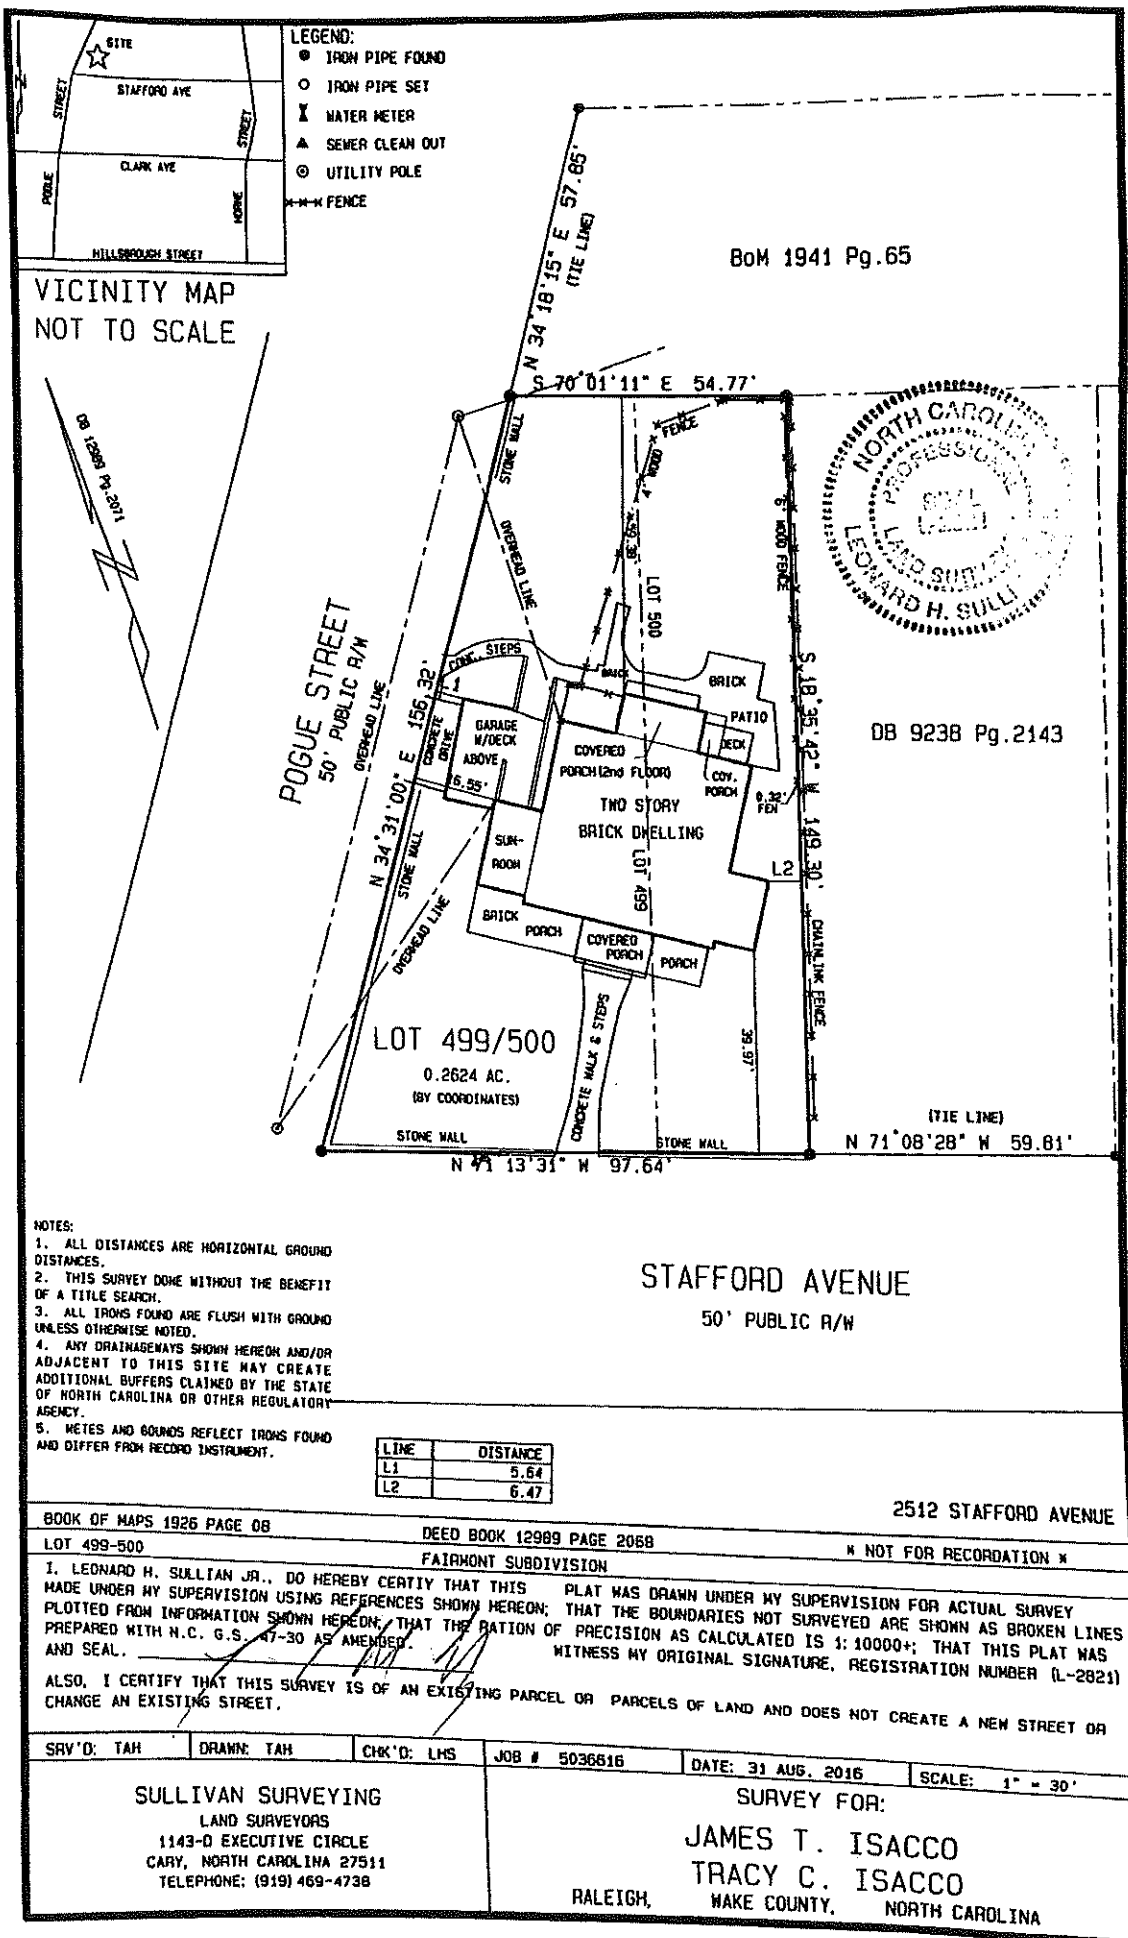 SITE
STAFFORD AVE
STREET
STREET
CLARK AVE
POGUE
HORNE
HILLSBROUGH STREET
VICINITY MAP
NOT TO SCALE
LEGEND:
IRON PIPE FOUND
IRON PIPE SET
WATER METER
SEWER CLEAN OUT
UTILITY POLE
FENCE
N 34°18'15" E 57.85'
(TIE LINE)
BoM 1941 Pg.65
S 70°01'11" E 54.77'
DB 12989 Pg.2071
STONE WALL
FENCE
4' WOOD
59.38'
OVERHEAD LINE
6' WOOD FENCE
LOT 500
NORTH CAROLINA
PROFESSIONAL
SEAL
LAND SURVEYOR
LEONARD H. SULLI
POGUE STREET
50' PUBLIC R/W
OVERHEAD LINE
N 34°31'00" E 156.32'
CONC. STEPS
L1
CONCRETE
DRIVE
GARAGE
W/DECK
ABOVE
6.55'
BRICK
BRICK
PATIO
DECK
COVERED
PORCH(2nd FLOOR)
COV.
PORCH
S 18°35'42" W 149.30'
DB 9238 Pg.2143
0.32'
FEN
TWO STORY
BRICK DWELLING
LOT 499
SUN-
ROOM
L2
STONE WALL
OVERHEAD LINE
BRICK
PORCH
COVERED
PORCH
PORCH
CHAINLINK FENCE
39.97'
LOT 499/500
0.2624 AC.
(BY COORDINATES)
CONCRETE WALK & STEPS
STONE WALL
STONE WALL
N 71°13'31" W 97.64'
(TIE LINE)
N 71°08'28" W 59.81'
STAFFORD AVENUE
50' PUBLIC R/W
NOTES:
1. ALL DISTANCES ARE HORIZONTAL GROUND
DISTANCES.
2. THIS SURVEY DONE WITHOUT THE BENEFIT
OF A TITLE SEARCH.
3. ALL IRONS FOUND ARE FLUSH WITH GROUND
UNLESS OTHERWISE NOTED.
4. ANY DRAINAGEWAYS SHOWN HEREON AND/OR
ADJACENT TO THIS SITE MAY CREATE
ADDITIONAL BUFFERS CLAIMED BY THE STATE
OF NORTH CAROLINA OR OTHER REGULATORY
AGENCY.
5. METES AND BOUNDS REFLECT IRONS FOUND
AND DIFFER FROM RECORD INSTRUMENT.
LINE DISTANCE
L1 5.64
L2 6.47
2512 STAFFORD AVENUE
BOOK OF MAPS 1926 PAGE 08 DEED BOOK 12989 PAGE 2068 * NOT FOR RECORDATION *
LOT 499-500 FAIRMONT SUBDIVISION
I. LEONARD H. SULLIAN JR., DO HEREBY CERTIY THAT THIS PLAT WAS DRAWN UNDER MY SUPERVISION FOR ACTUAL SURVEY
MADE UNDER MY SUPERVISION USING REFERENCES SHOWN HEREON; THAT THE BOUNDARIES NOT SURVEYED ARE SHOWN AS BROKEN LINES
PLOTTED FROM INFORMATION SHOWN HEREON; THAT THE RATION OF PRECISION AS CALCULATED IS 1: 10000+; THAT THIS PLAT WAS
PREPARED WITH N.C. G.S. 47-30 AS AMENDED. WITNESS MY ORIGINAL SIGNATURE, REGISTRATION NUMBER (L-2821)
AND SEAL.
ALSO, I CERTIFY THAT THIS SURVEY IS OF AN EXISTING PARCEL OR PARCELS OF LAND AND DOES NOT CREATE A NEW STREET OR
CHANGE AN EXISTING STREET.
SRV'D: TAH DRAWN: TAH CHK'D: LHS JOB # 5036616 DATE: 31 AUG. 2016 SCALE: 1" = 30'
SULLIVAN SURVEYING
LAND SURVEYORS
1143-D EXECUTIVE CIRCLE
CARY, NORTH CAROLINA 27511
TELEPHONE: (919) 469-4738
SURVEY FOR:
JAMES T. ISACCO
TRACY C. ISACCO
RALEIGH, WAKE COUNTY, NORTH CAROLINA